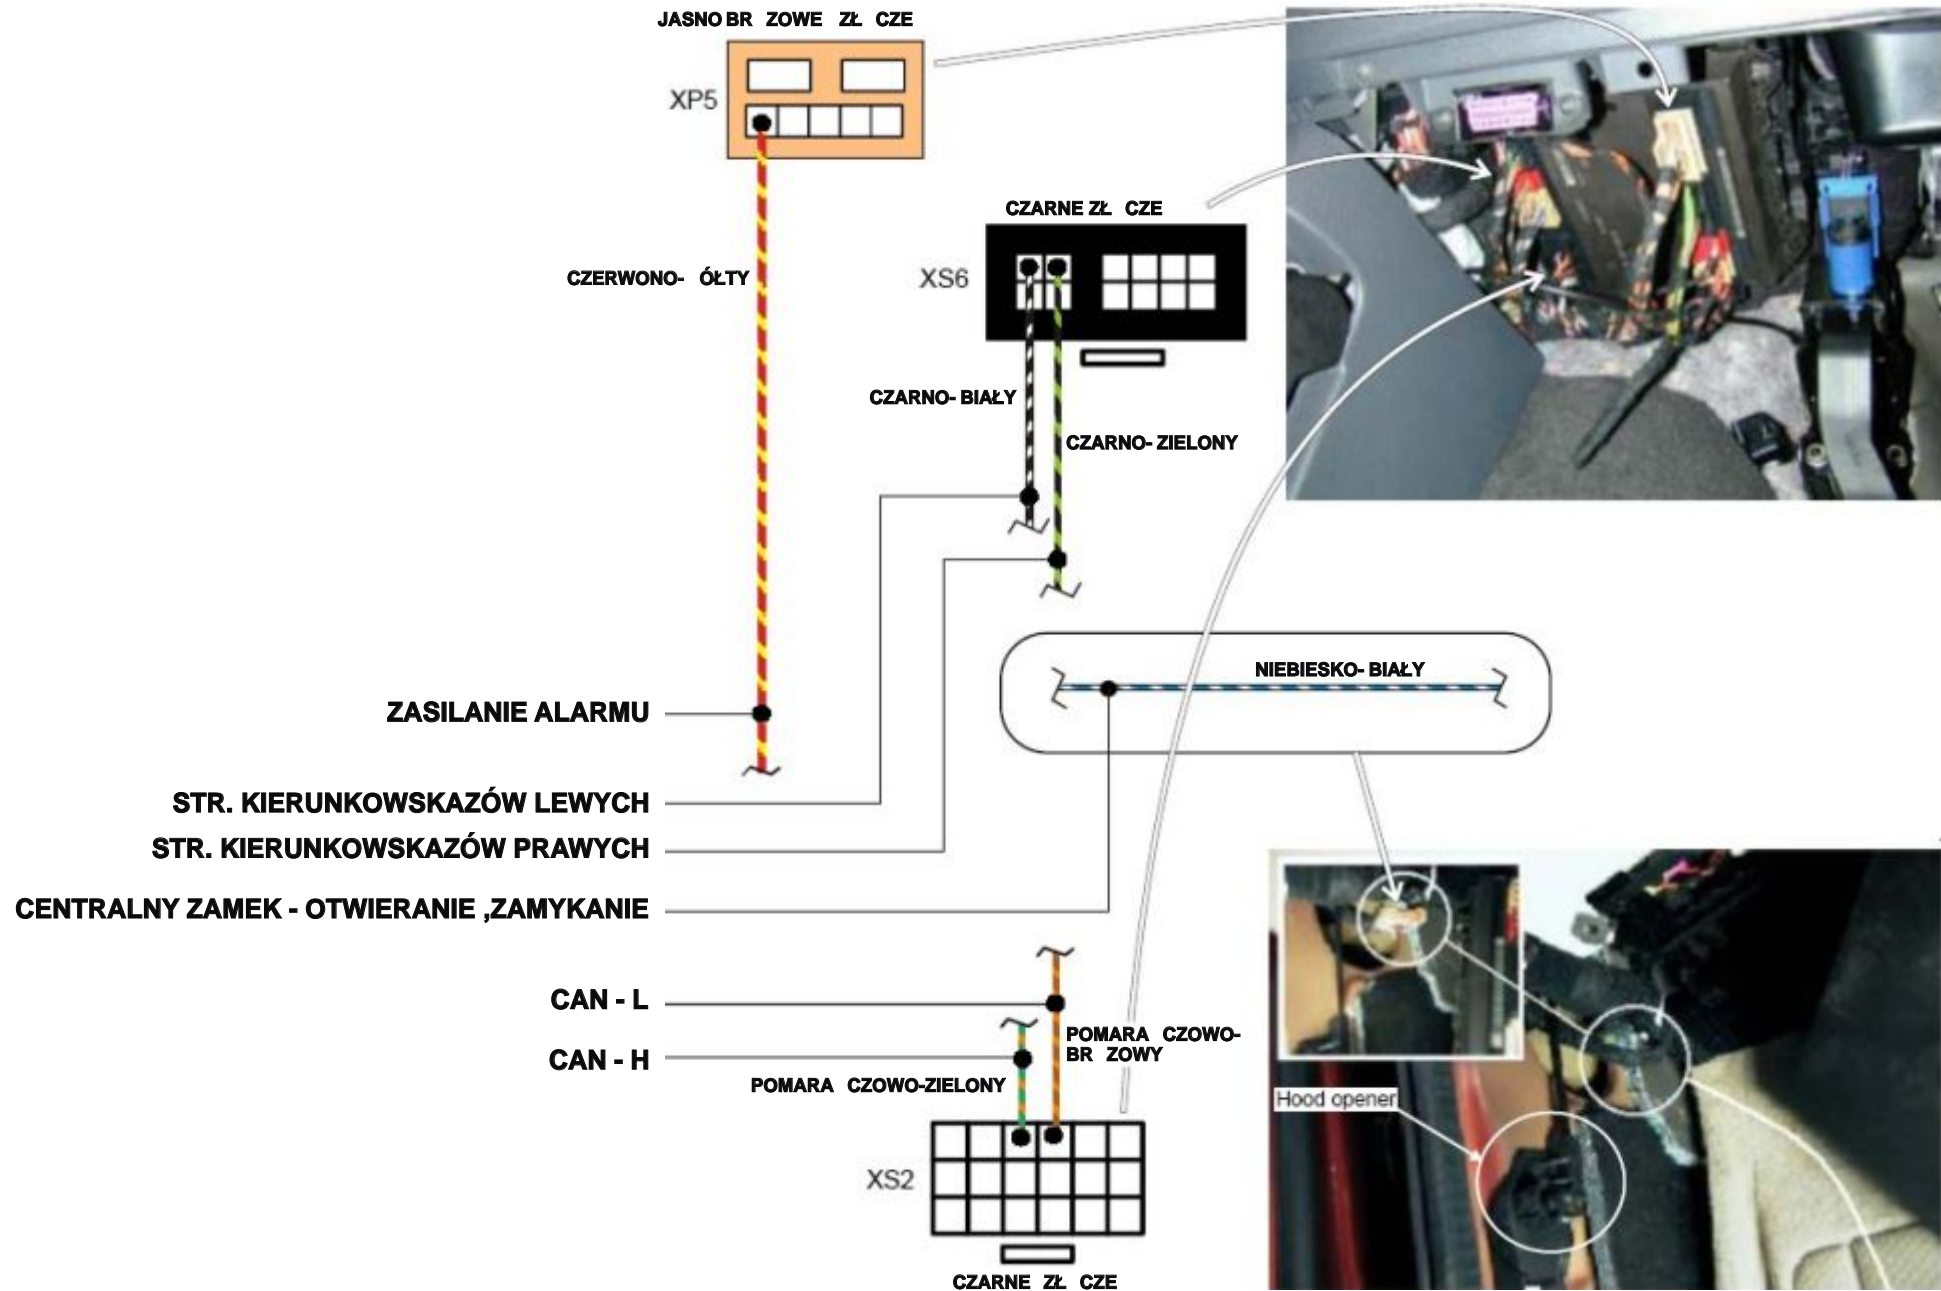 JASNO BR ZOWE ZŁ CZE
XP5
CZARNE ZŁ CZE
XS6
CZERWONO- ÓŁTY
CZARNO- BIAŁY
CZARNO- ZIELONY
NIEBIESKO- BIAŁY
ZASILANIE ALARMU
STR. KIERUNKOWSKAZÓW LEWYCH
STR. KIERUNKOWSKAZÓW PRAWYCH
CENTRALNY ZAMEK - OTWIERANIE ,ZAMYKANIE
CAN - L
CAN - H
POMARA CZOWO-
BR ZOWY
POMARA CZOWO-ZIELONY
Hood opener
XS2
CZARNE ZŁ CZE